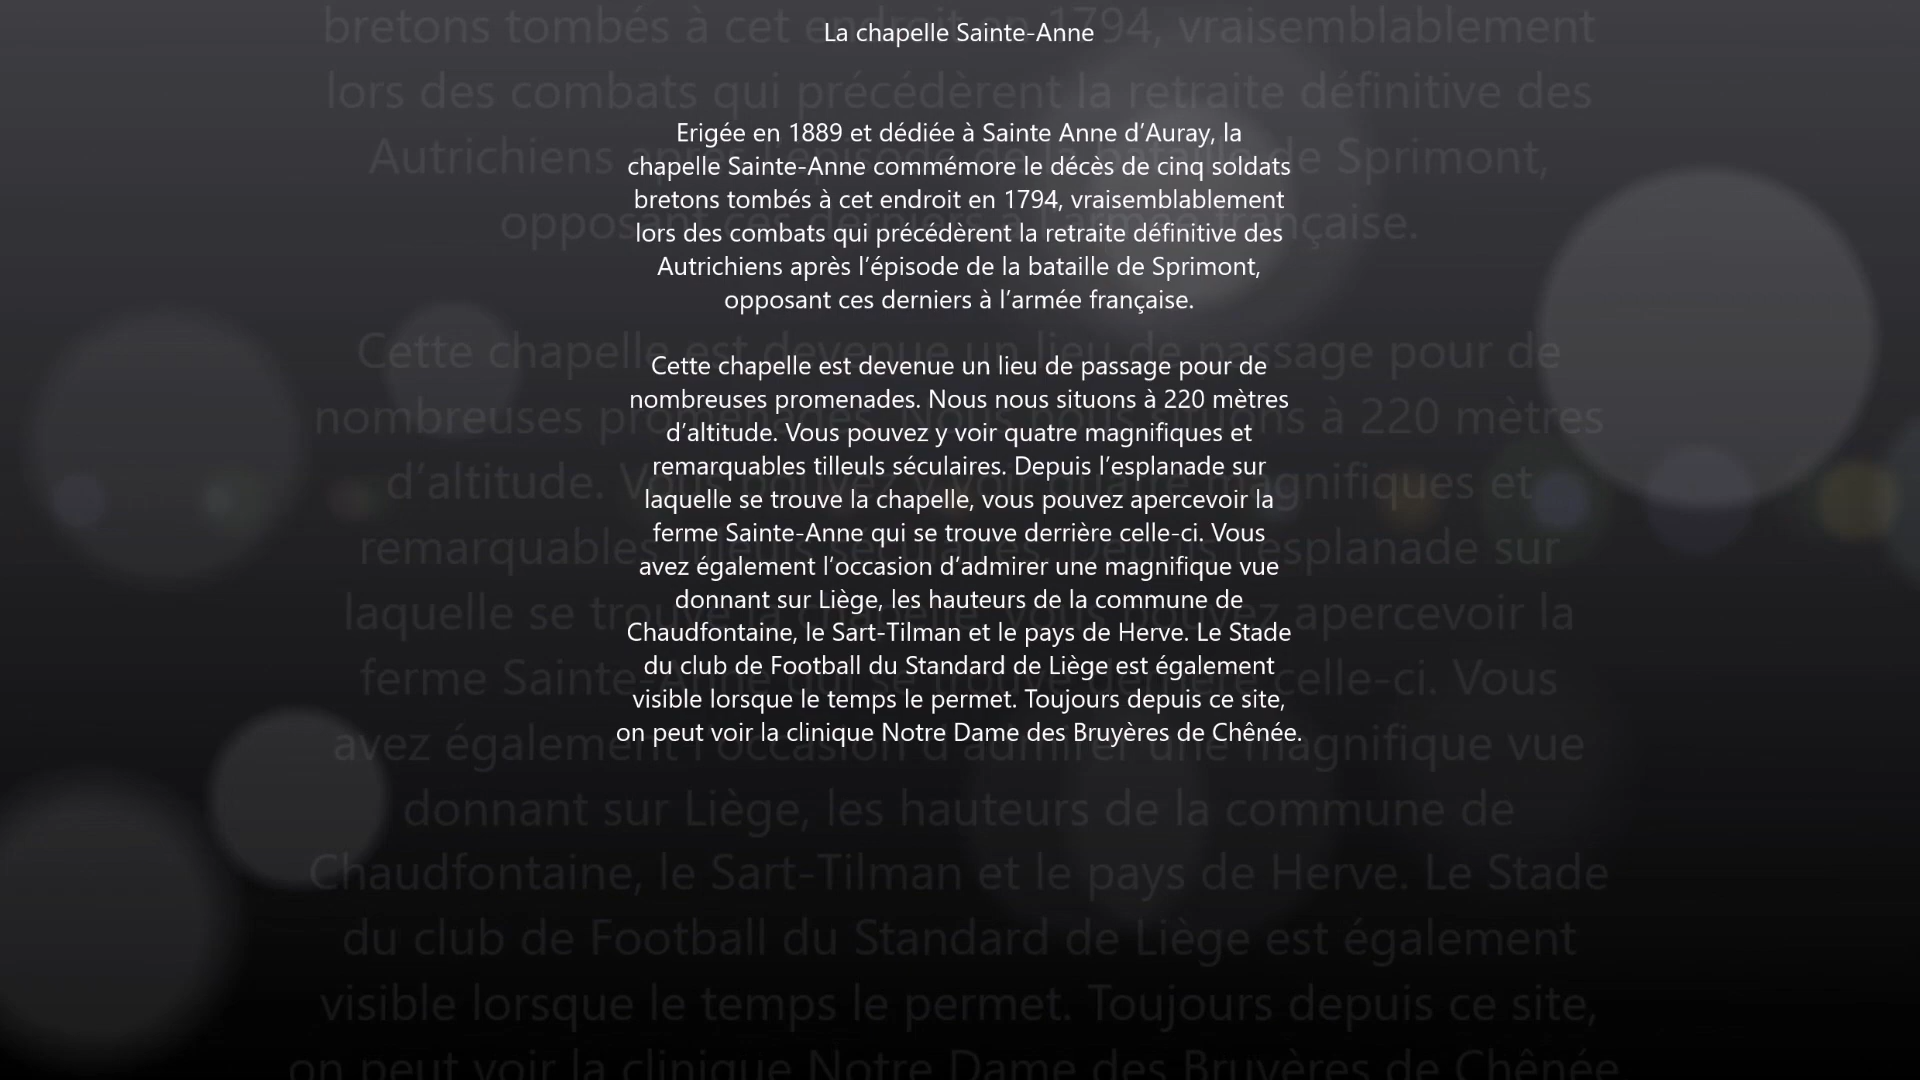 La chapelle Sainte-Anne
Erigée en 1889 et dédiée à Sainte Anne d’Auray, la
chapelle Sainte-Anne commémore le décès de cinq soldats
bretons tombés à cet endroit en 1794, vraisemblablement
lors des combats qui précédèrent la retraite définitive des
Autrichiens après l’épisode de la bataille de Sprimont,
opposant ces derniers à l’armée française.
Cette chapelle est devenue un lieu de passage pour de
nombreuses promenades. Nous nous situons à 220 mètres
d’altitude. Vous pouvez y voir quatre magnifiques et
remarquables tilleuls séculaires. Depuis l’esplanade sur
laquelle se trouve la chapelle, vous pouvez apercevoir la
ferme Sainte-Anne qui se trouve derrière celle-ci. Vous
avez également l’occasion d’admirer une magnifique vue
donnant sur Liège, les hauteurs de la commune de
Chaudfontaine, le Sart-Tilman et le pays de Herve. Le Stade
du club de Football du Standard de Liège est également
visible lorsque le temps le permet. Toujours depuis ce site,
on peut voir la clinique Notre Dame des Bruyères de Chênée.